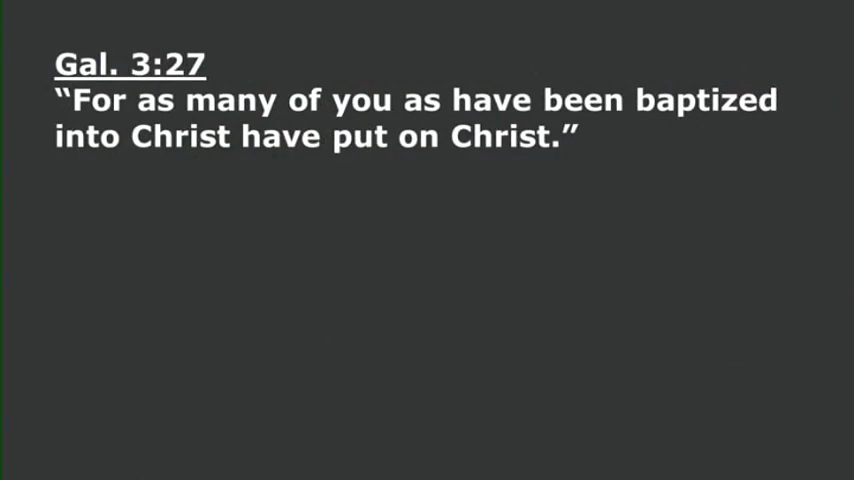 Gal. 3:27
“For as many of you as have been baptized
into Christ have put on Christ.”